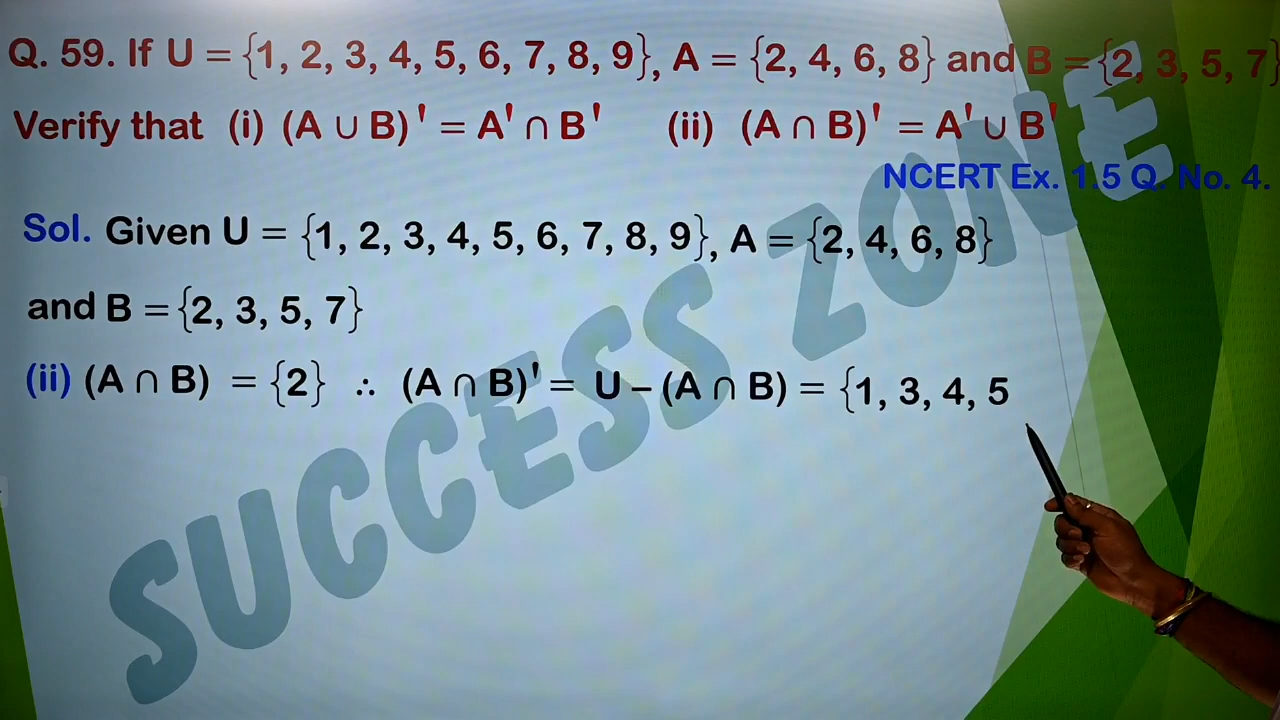 Q. 59. If U = {1, 2, 3, 4, 5, 6, 7, 8, 9}, A = {2, 4, 6, 8} and B = {2, 3, 5, 7}
Verify that (i) (A ∪ B)' = A' ∩ B' (ii) (A ∩ B)' = A' ∪ B'
NCERT Ex. 1.5 Q. No. 4.
Sol. Given U = {1, 2, 3, 4, 5, 6, 7, 8, 9}, A = {2, 4, 6, 8}
and B = {2, 3, 5, 7}
(ii) (A ∩ B) = {2} ∴ (A ∩ B)' = U – (A ∩ B) = {1, 3, 4, 5
SUCCESS ZONE